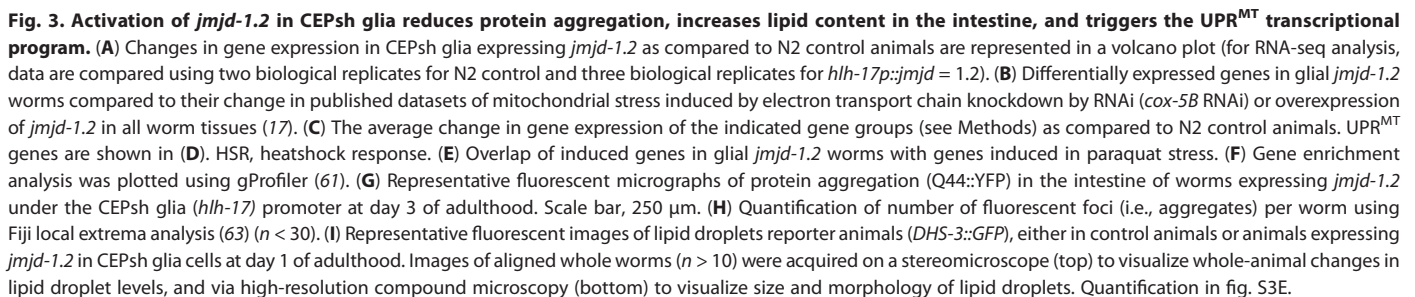 Fig. 3. Activation of jmjd-1.2 in CEPsh glia reduces protein aggregation, increases lipid content in the intestine, and triggers the UPRMT transcriptional
program. (A) Changes in gene expression in CEPsh glia expressing jmjd-1.2 as compared to N2 control animals are represented in a volcano plot (for RNA-seq analysis,
data are compared using two biological replicates for N2 control and three biological replicates for hlh-17p::jmjd = 1.2). (B) Differentially expressed genes in glial jmjd-1.2
worms compared to their change in published datasets of mitochondrial stress induced by electron transport chain knockdown by RNAi (cox-5B RNAi) or overexpression
of jmjd-1.2 in all worm tissues (17). (C) The average change in gene expression of the indicated gene groups (see Methods) as compared to N2 control animals. UPRMT
genes are shown in (D). HSR, heatshock response. (E) Overlap of induced genes in glial jmjd-1.2 worms with genes induced in paraquat stress. (F) Gene enrichment
analysis was plotted using gProfiler (61). (G) Representative fluorescent micrographs of protein aggregation (Q44::YFP) in the intestine of worms expressing jmjd-1.2
under the CEPsh glia (hlh-17) promoter at day 3 of adulthood. Scale bar, 250 μm. (H) Quantification of number of fluorescent foci (i.e., aggregates) per worm using
Fiji local extrema analysis (63) (n < 30). (I) Representative fluorescent images of lipid droplets reporter animals (DHS-3::GFP), either in control animals or animals expressing
jmjd-1.2 in CEPsh glia cells at day 1 of adulthood. Images of aligned whole worms (n > 10) were acquired on a stereomicroscope (top) to visualize whole-animal changes in
lipid droplet levels, and via high-resolution compound microscopy (bottom) to visualize size and morphology of lipid droplets. Quantification in fig. S3E.